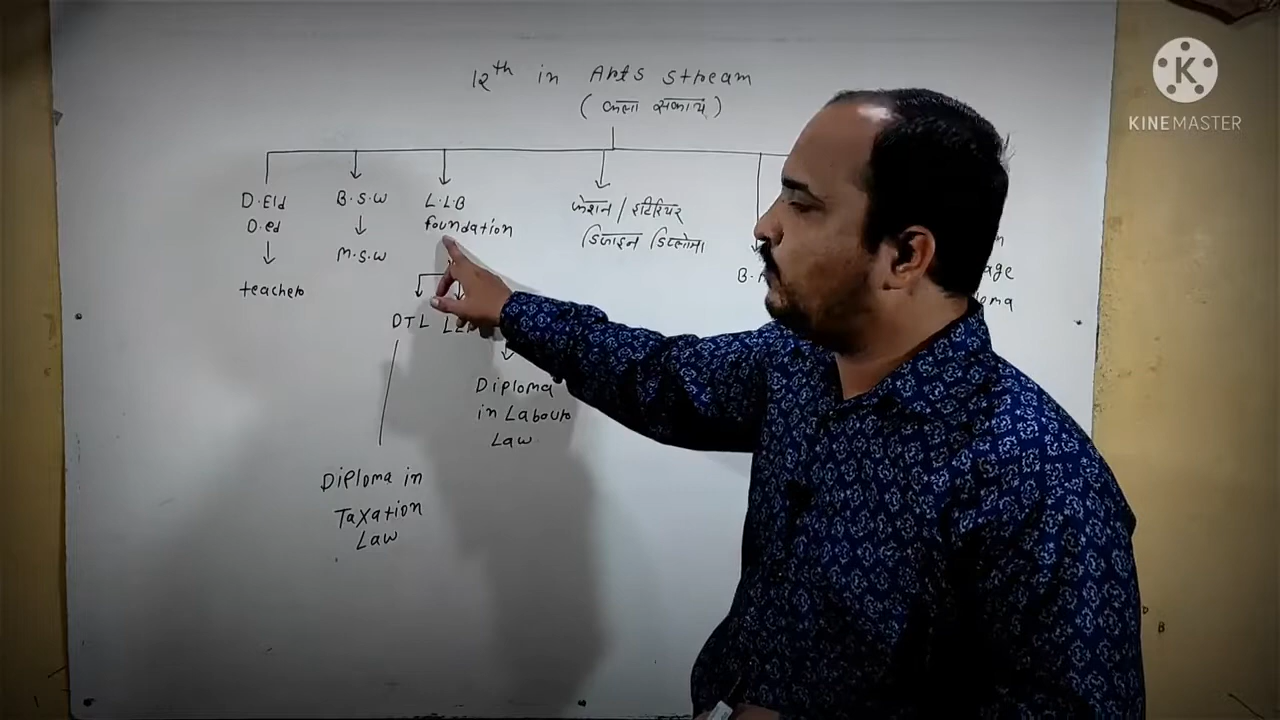 12th in Arts stream
(कला सकाय)
D.Eld
D.ed
teacher
B.S.W
M.S.W
L.L.B
foundation
DTL
Diploma in
Taxation
Law
Diploma
in Labour
Law
फेशन / इंटिरियर
डिजाइन डिप्लोमा
KINEMASTER